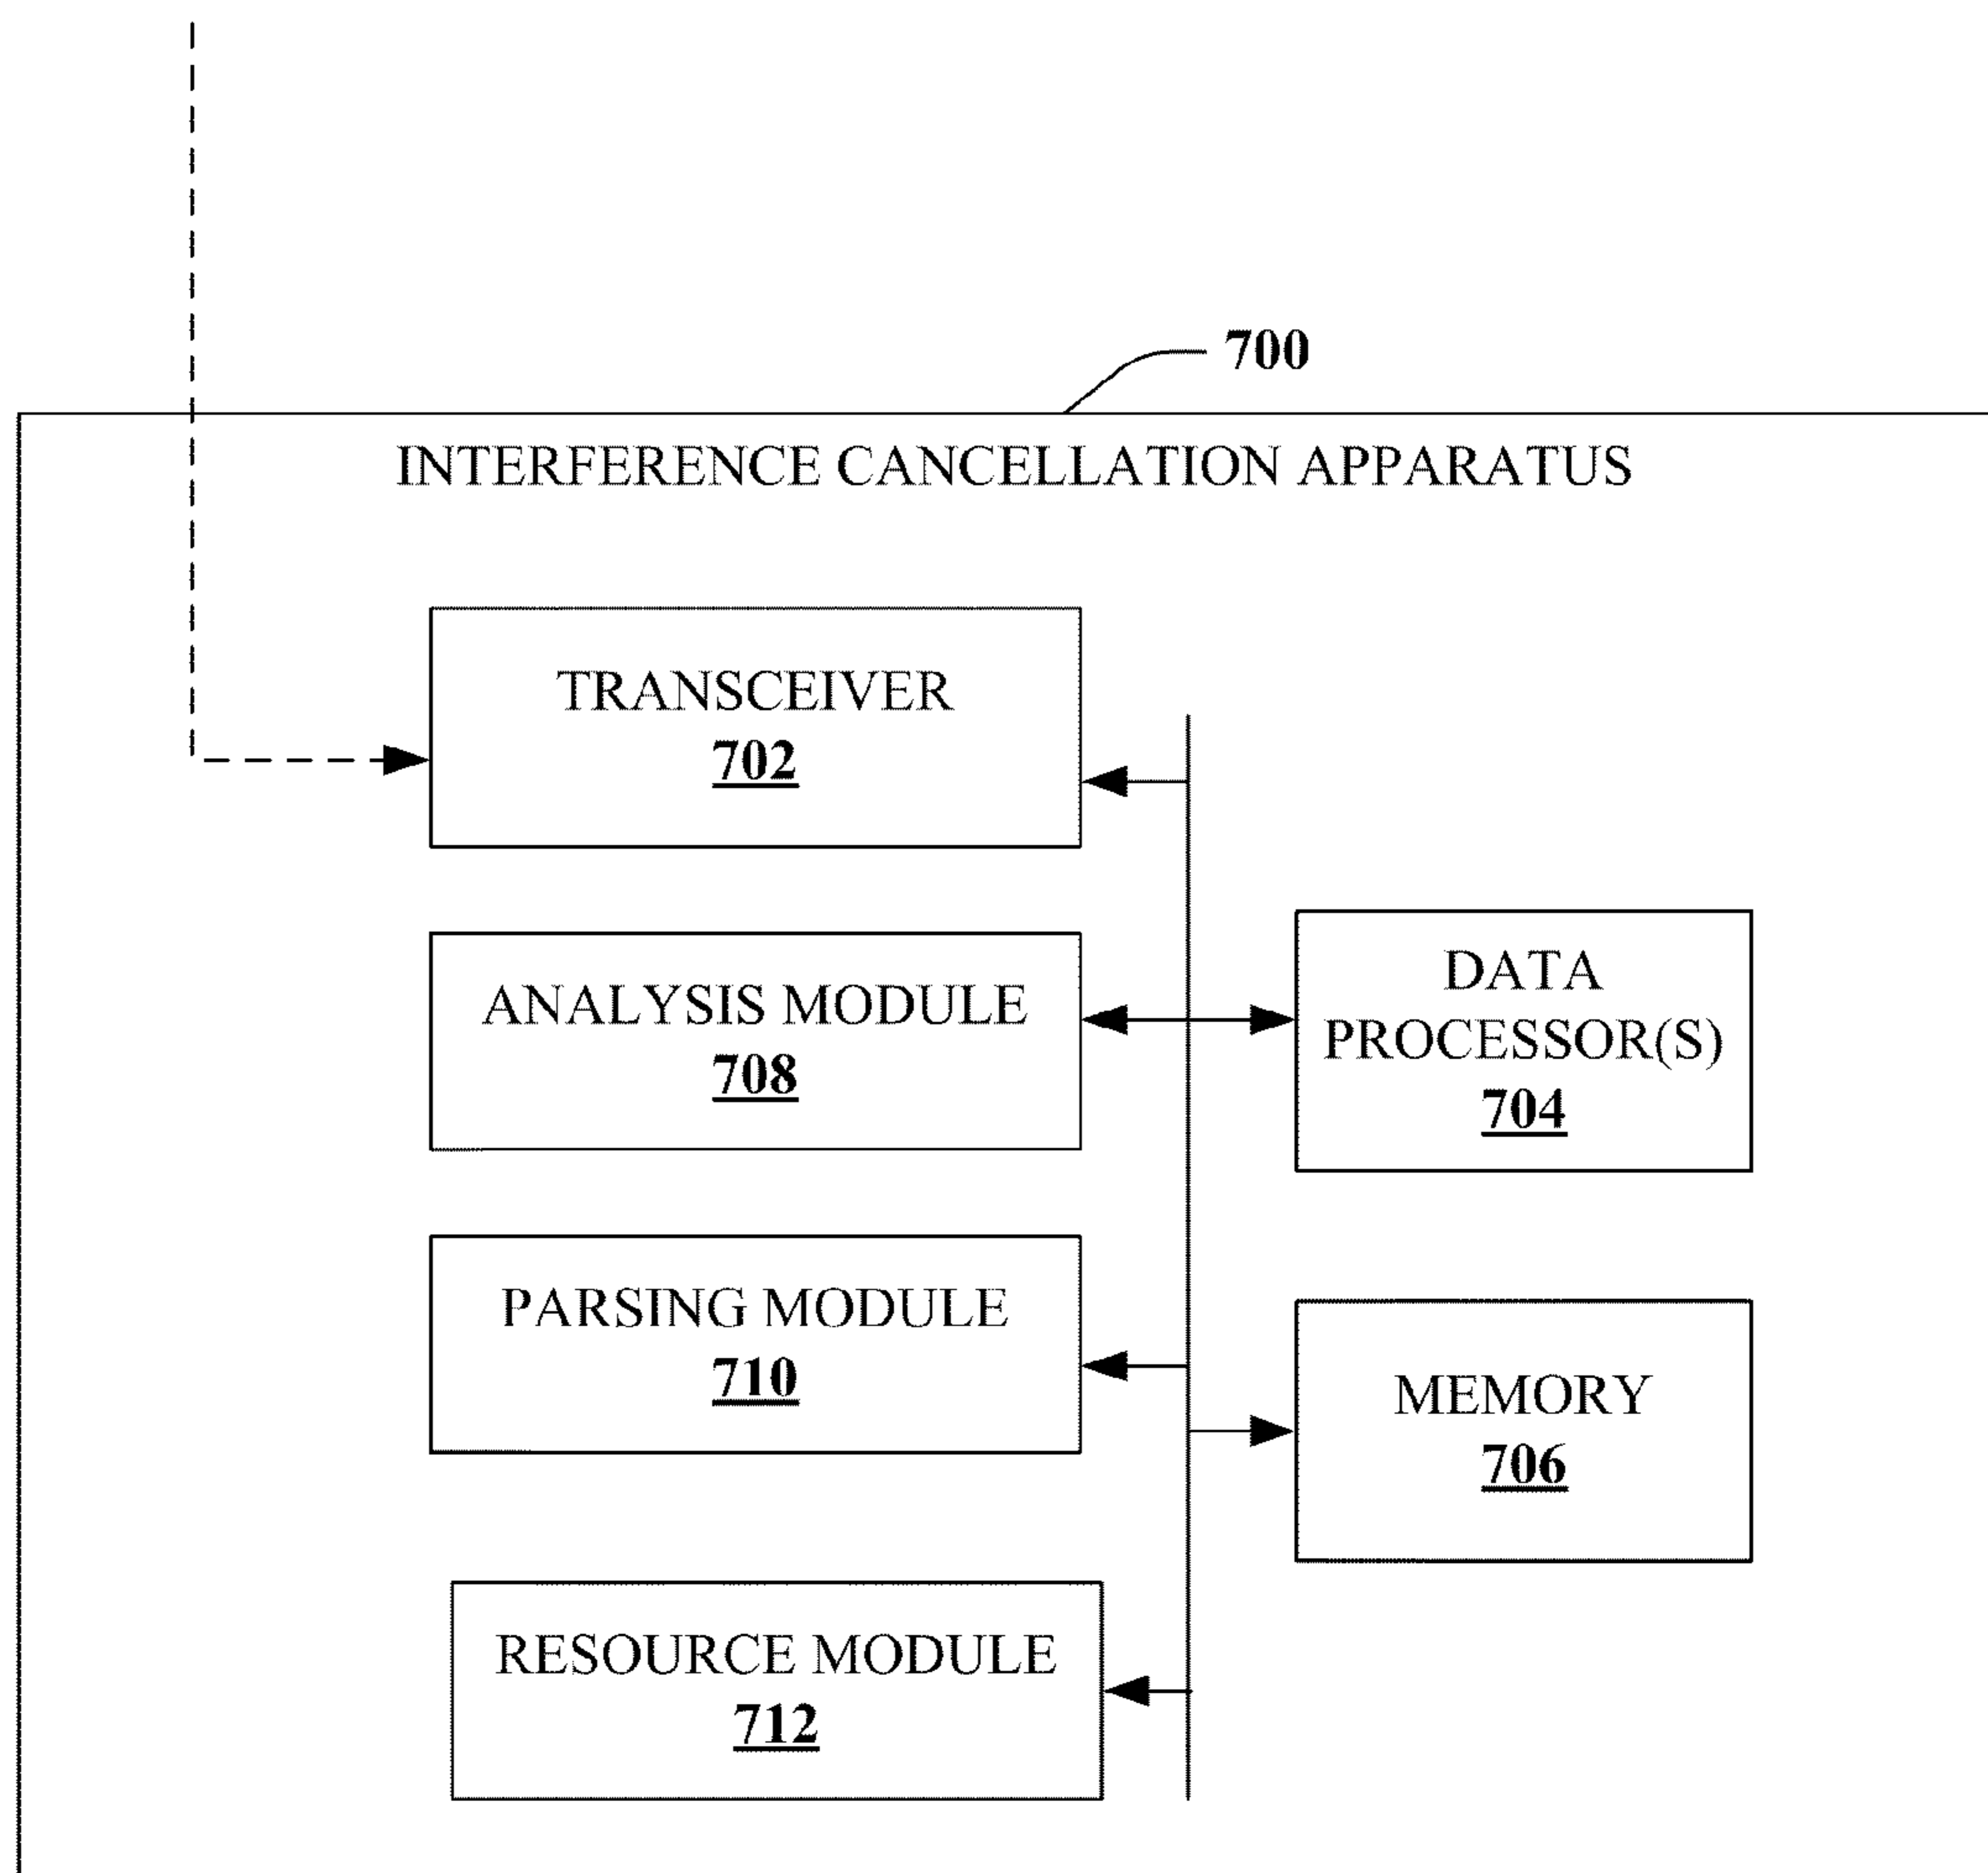 700
INTERFERENCE CANCELLATION APPARATUS
TRANSCEIVER
702
ANALYSIS MODULE
708
DATA
PROCESSOR(S)
704
PARSING MODULE
710
MEMORY
706
RESOURCE MODULE
712